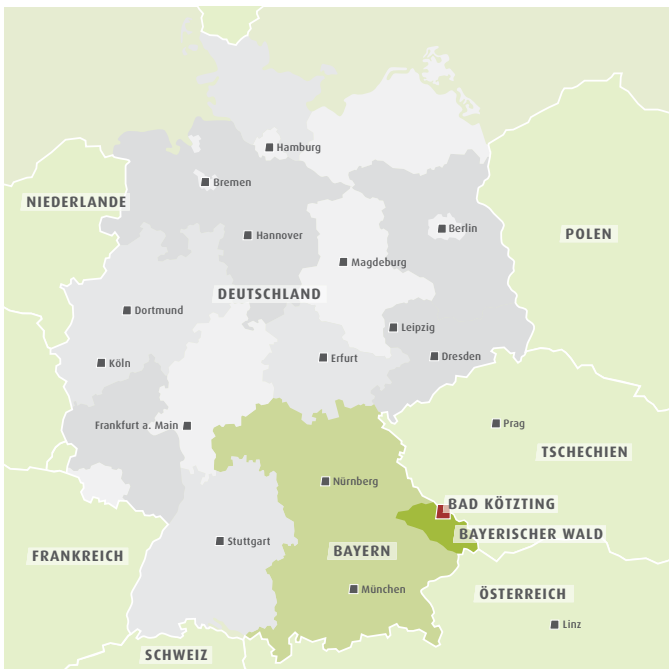 Hamburg
Bremen
NIEDERLANDE
Berlin
POLEN
Hannover
Magdeburg
DEUTSCHLAND
Dortmund
Leipzig
Köln
Erfurt
Dresden
Frankfurt a. Main
Prag
TSCHECHIEN
Nürnberg
BAD KÖTZTING
BAYERISCHER WALD
Stuttgart
BAYERN
FRANKREICH
München
ÖSTERREICH
Linz
SCHWEIZ